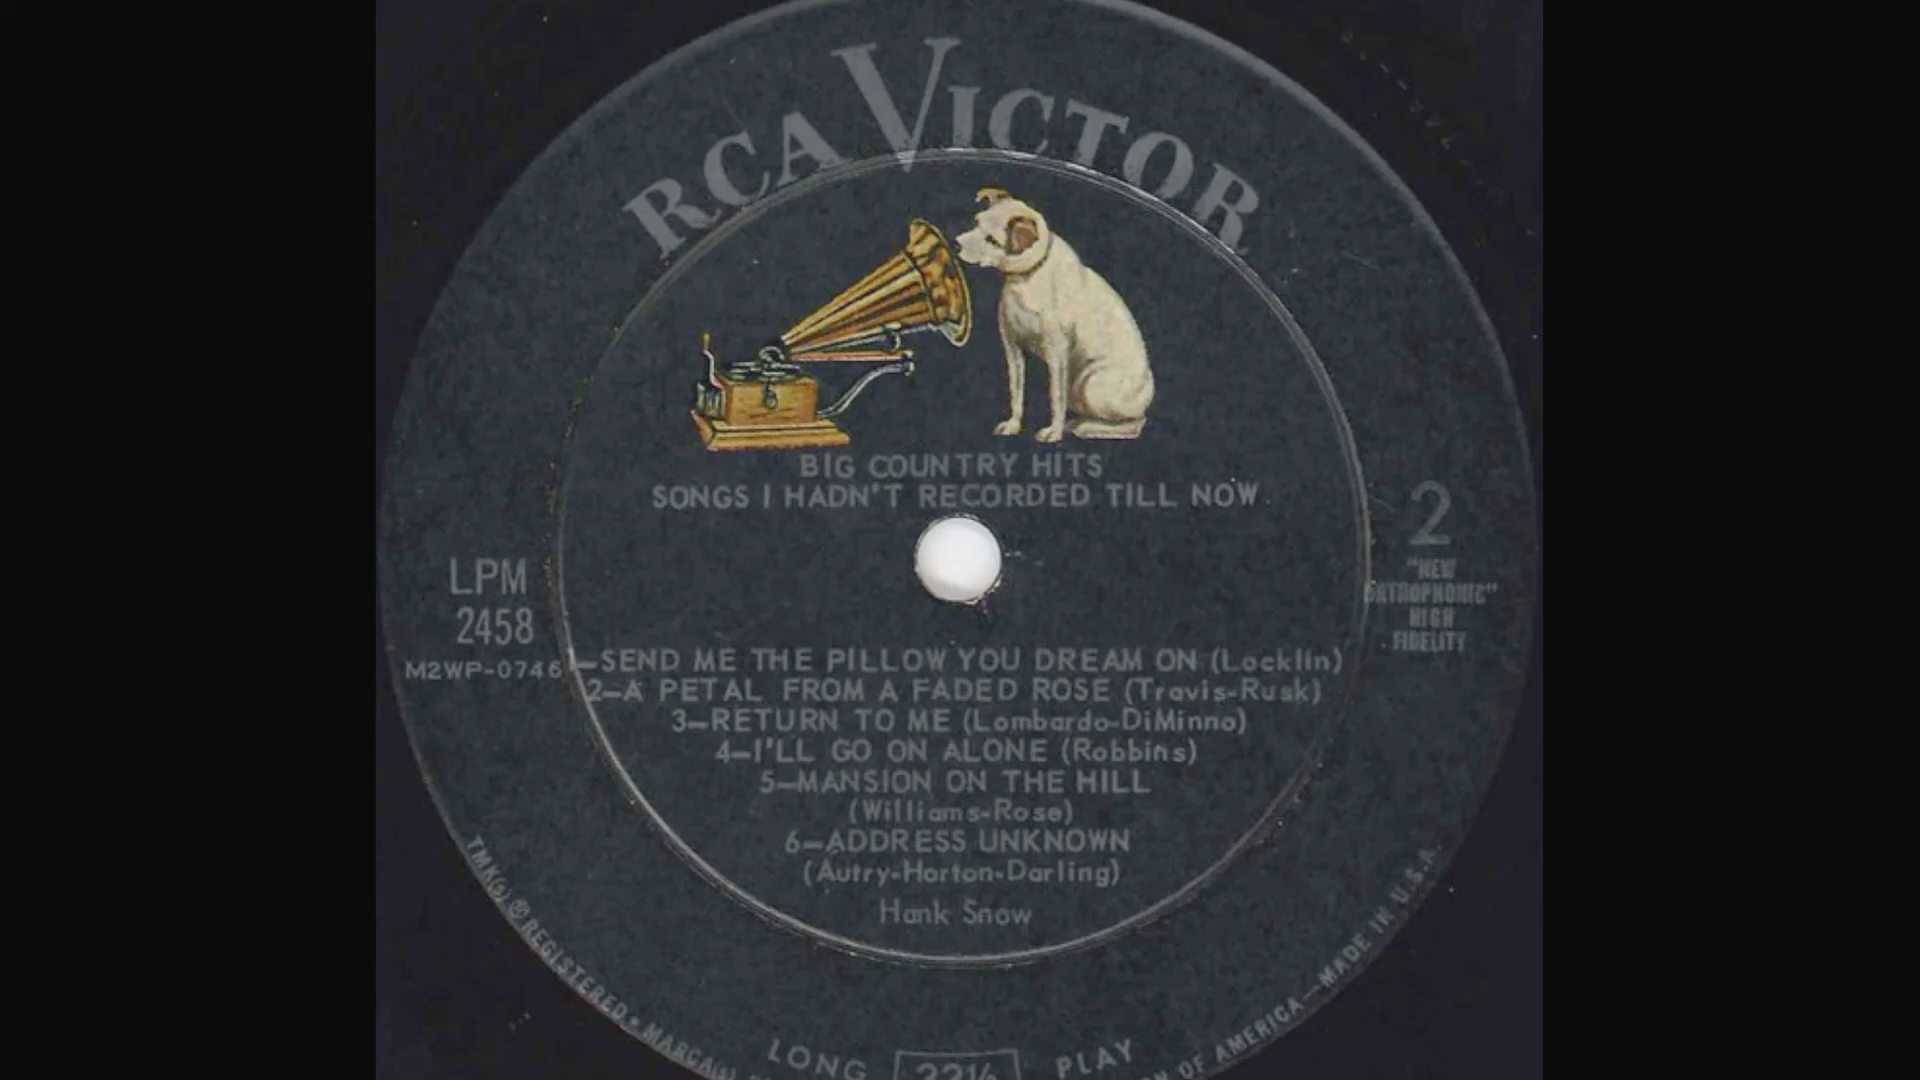 RCA VICTOR
BIG COUNTRY HITS
SONGS I HADN'T RECORDED TILL NOW
2
"NEW
ORTHOPHONIC"
HIGH
FIDELITY
LPM
2458
M2WP-0746
1—SEND ME THE PILLOW YOU DREAM ON (Locklin)
2—A PETAL FROM A FADED ROSE (Travis-Rusk)
3—RETURN TO ME (Lombardo-DiMinno)
4—I'LL GO ON ALONE (Robbins)
5—MANSION ON THE HILL
(Williams-Rose)
6—ADDRESS UNKNOWN
(Autry-Horton-Darling)
Hank Snow
TMK(s) ® REGISTERED • MARCA(s)
OF AMERICA—MADE IN U.S.A.
LONG 33⅓ PLAY